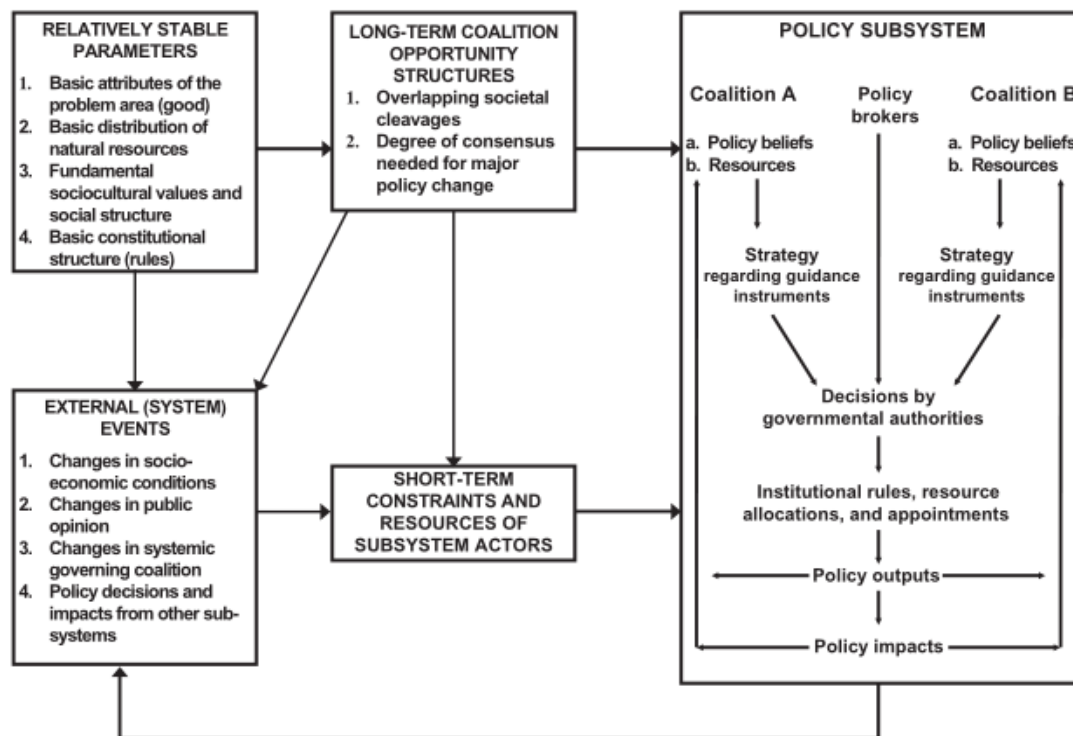 RELATIVELY STABLE
PARAMETERS
1. Basic attributes of the
problem area (good)
2. Basic distribution of
natural resources
3. Fundamental
sociocultural values and
social structure
4. Basic constitutional
structure (rules)
LONG-TERM COALITION
OPPORTUNITY
STRUCTURES
1. Overlapping societal
cleavages
2. Degree of consensus
needed for major
policy change
EXTERNAL (SYSTEM)
EVENTS
1. Changes in socio-
economic conditions
2. Changes in public
opinion
3. Changes in systemic
governing coalition
4. Policy decisions and
impacts from other sub-
systems
SHORT-TERM
CONSTRAINTS AND
RESOURCES OF
SUBSYSTEM ACTORS
POLICY SUBSYSTEM
Coalition A
a. Policy beliefs
b. Resources
Strategy
regarding guidance
instruments
Policy
brokers
Coalition B
a. Policy beliefs
b. Resources
Strategy
regarding guidance
instruments
Decisions by
governmental authorities
Institutional rules, resource
allocations, and appointments
Policy outputs
Policy impacts